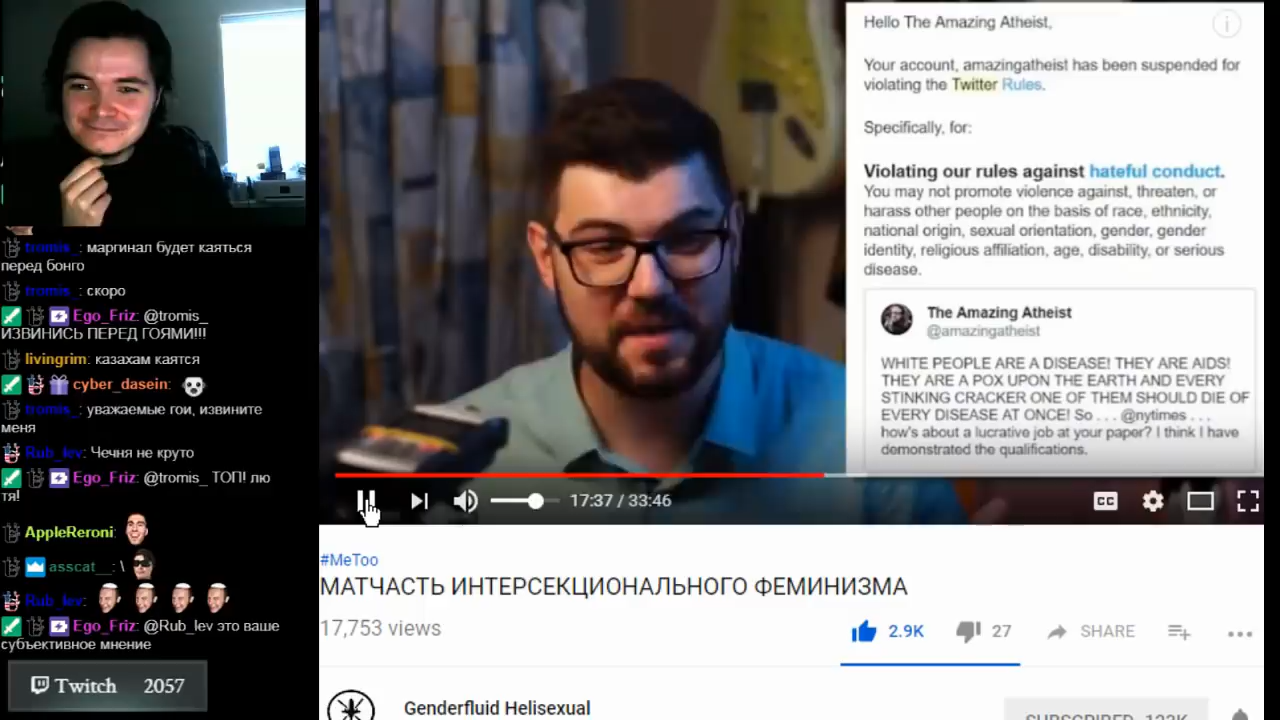 tromis_: маргинал будет каяться
перед бонго
tromis_: скоро
Ego_Friz: @tromis_
ИЗВИНИСЬ ПЕРЕД ГОЯМИ!!!
livingrim: казахам каятся
cyber_dasein:
tromis_: уважаемые гои, извините
меня
Rub_lev: Чечня не круто
Ego_Friz: @tromis_ ТОП! лю
тя!
AppleReroni:
asscat__: \
Rub_lev:
Ego_Friz: @Rub_lev это ваше
субъективное мнение
Twitch 2057
Hello The Amazing Atheist,
Your account, amazingatheist has been suspended for
violating the Twitter Rules.
Specifically, for:
Violating our rules against hateful conduct.
You may not promote violence against, threaten, or
harass other people on the basis of race, ethnicity,
national origin, sexual orientation, gender, gender
identity, religious affiliation, age, disability, or serious
disease.
The Amazing Atheist
@amazingatheist
WHITE PEOPLE ARE A DISEASE! THEY ARE AIDS!
THEY ARE A POX UPON THE EARTH AND EVERY
STINKING CRACKER ONE OF THEM SHOULD DIE OF
EVERY DISEASE AT ONCE! So . . . @nytimes . . .
how's about a lucrative job at your paper? I think I have
demonstrated the qualifications.
17:37 / 33:46
CC
#MeToo
МАТЧАСТЬ ИНТЕРСЕКЦИОНАЛЬНОГО ФЕМИНИЗМА
17,753 views
2.9K
27
SHARE
Genderfluid Helisexual
SUBSCRIBED 123K